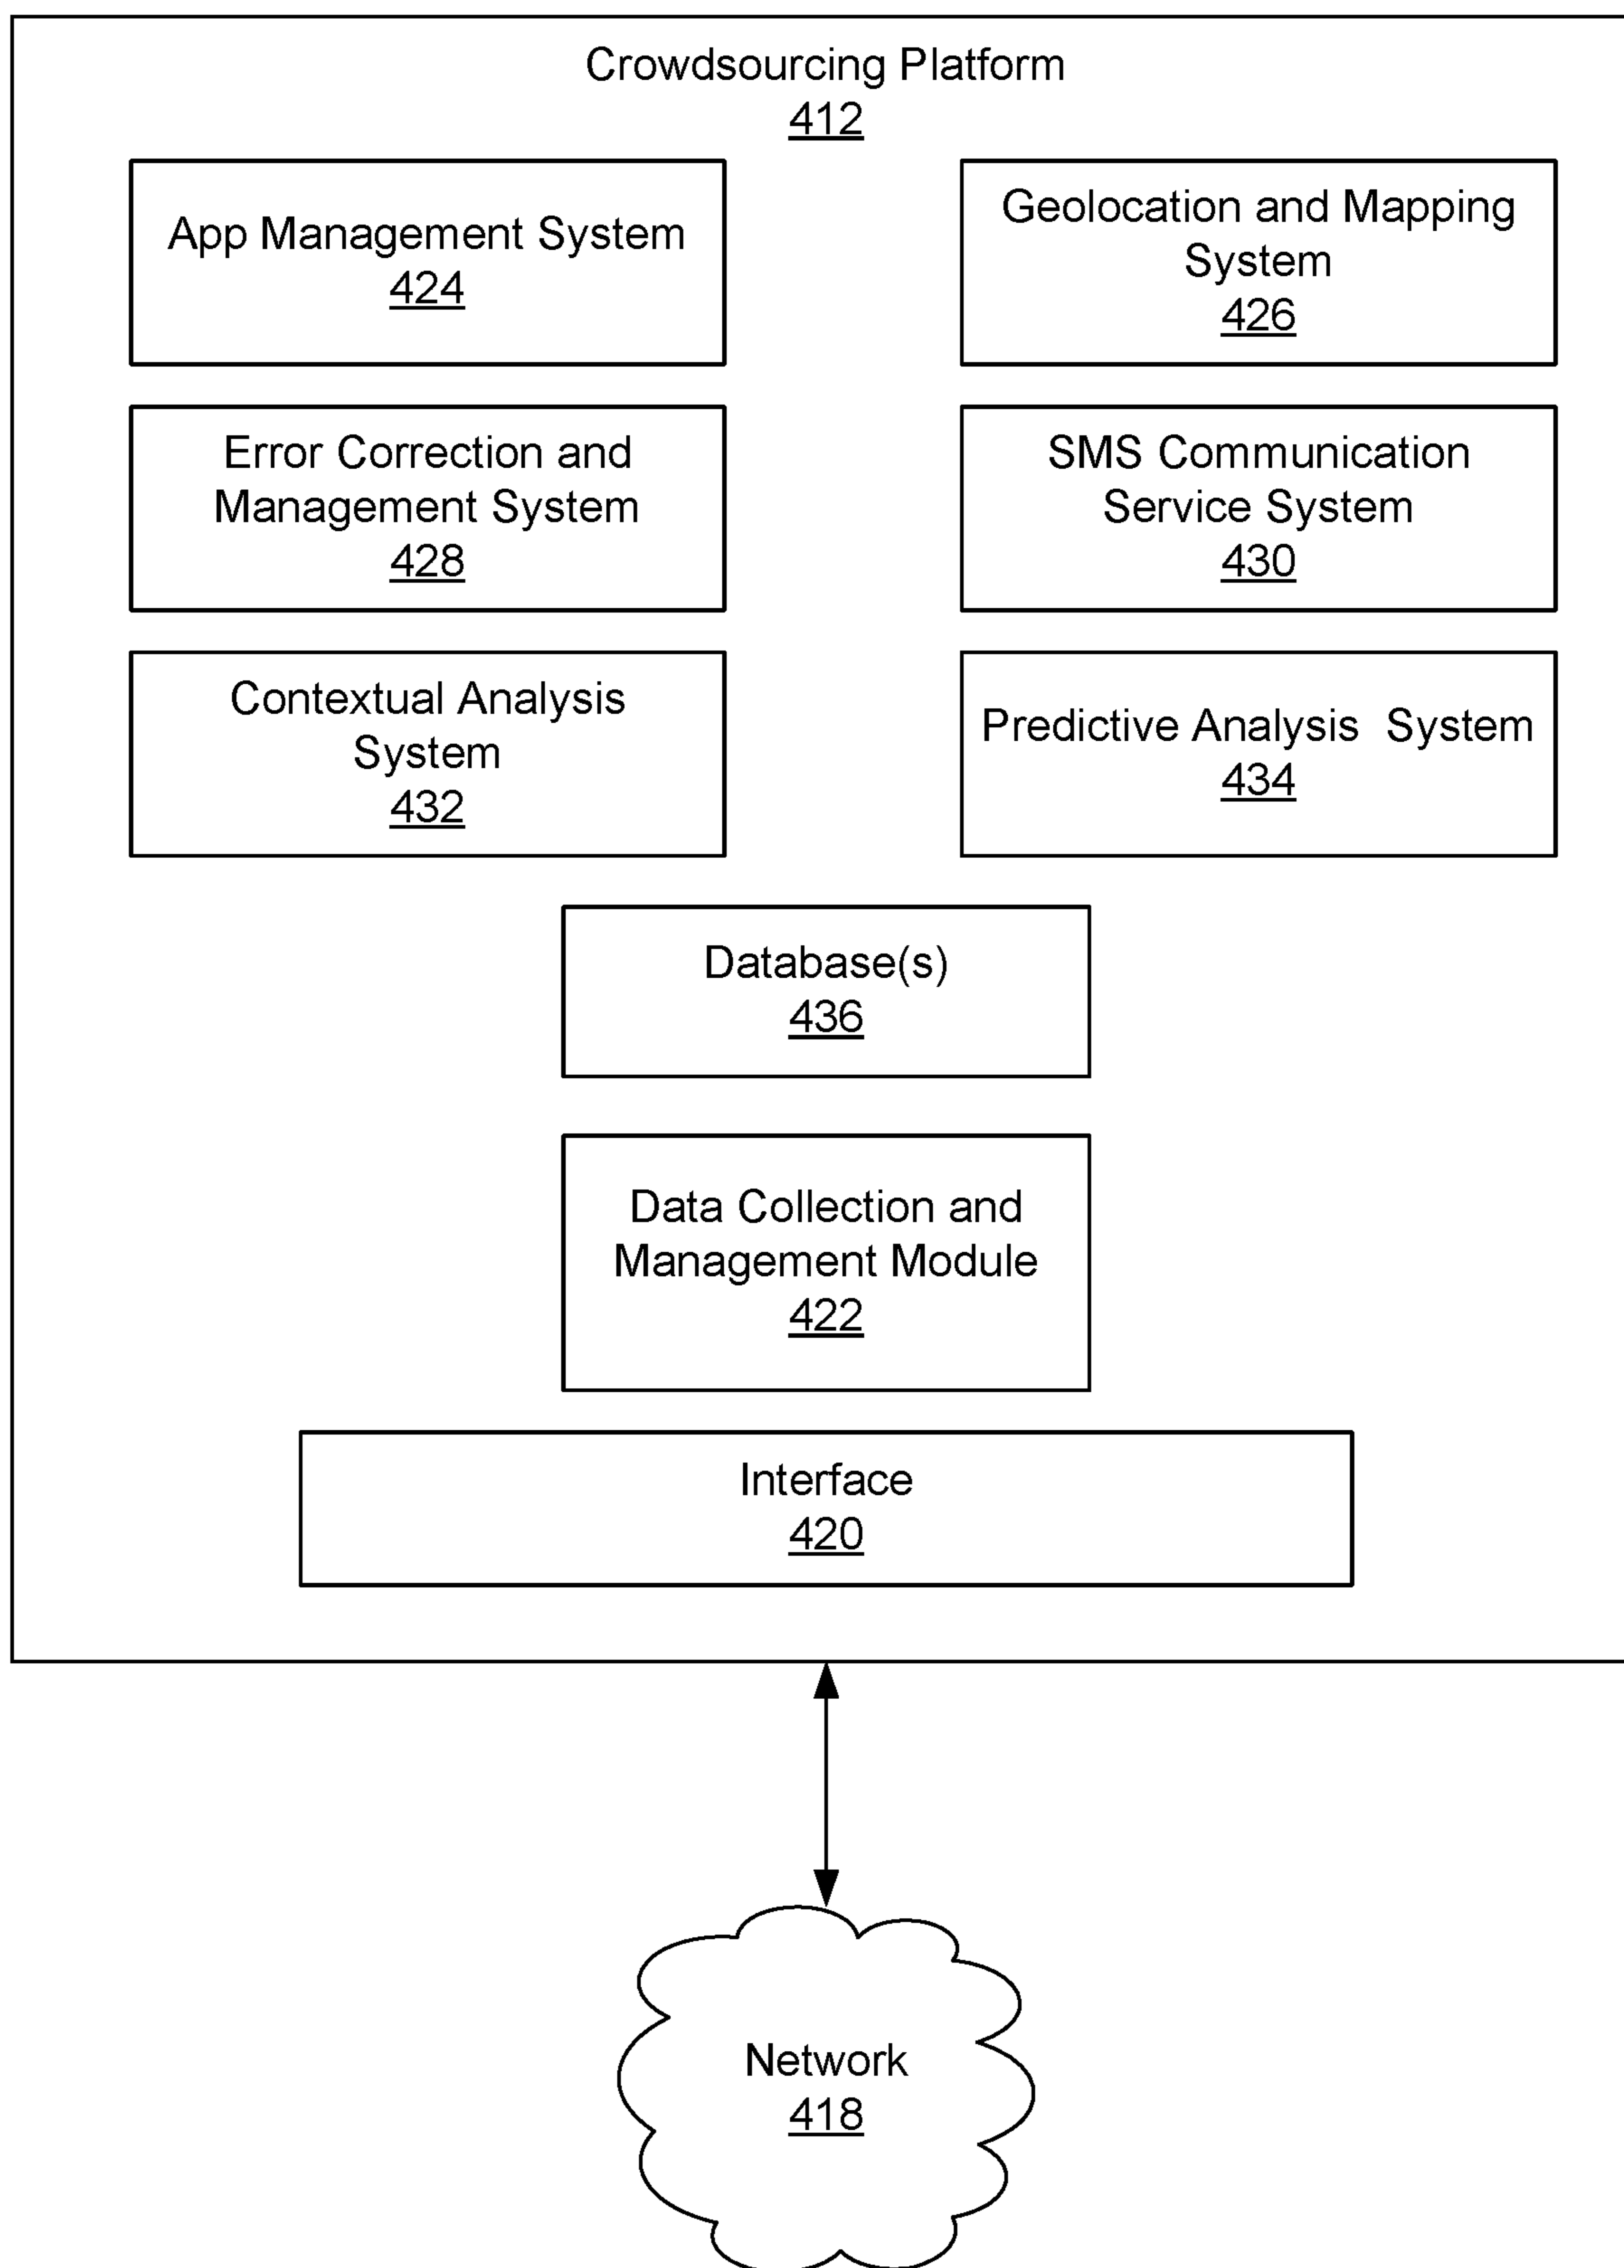 Crowdsourcing Platform
412
App Management System
424
Geolocation and Mapping
System
426
Error Correction and
Management System
428
SMS Communication
Service System
430
Contextual Analysis
System
432
Predictive Analysis System
434
Database(s)
436
Data Collection and
Management Module
422
Interface
420
Network
418